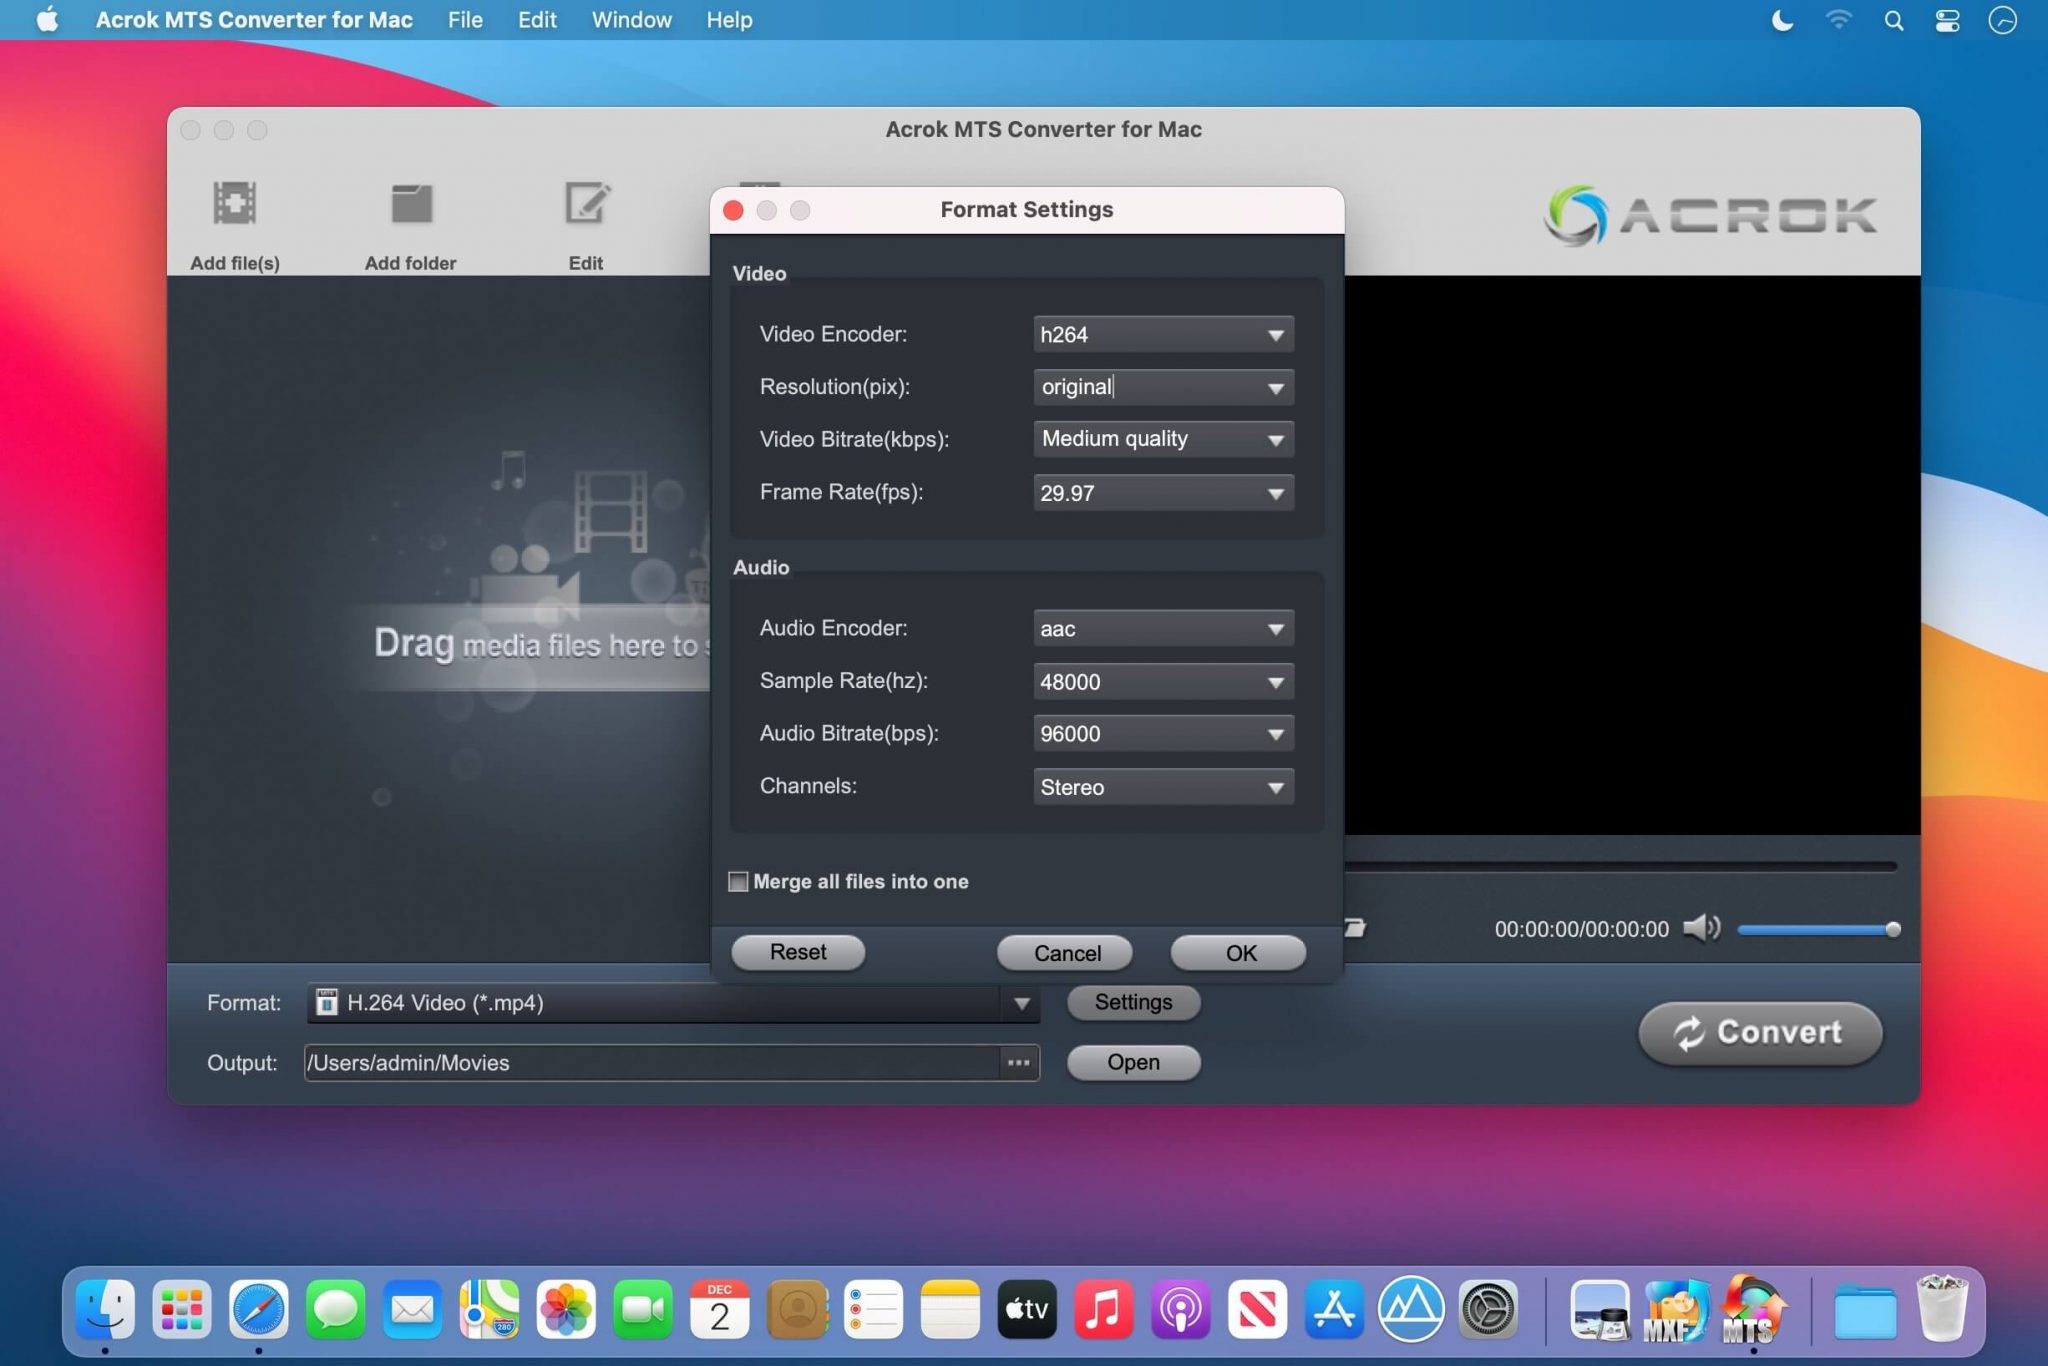 Acrok MTS Converter for Mac File Edit Window Help
Acrok MTS Converter for Mac
Add file(s) Add folder Edit
ACROK
Format Settings
Video
Video Encoder: h264
Resolution(pix): original
Video Bitrate(kbps): Medium quality
Frame Rate(fps): 29.97
Audio
Audio Encoder: aac
Sample Rate(hz): 48000
Audio Bitrate(bps): 96000
Channels: Stereo
Merge all files into one
Reset Cancel OK
Drag media files here to
00:00:00/00:00:00
Format: H.264 Video (*.mp4) Settings
Convert
Output: /Users/admin/Movies ... Open
280
DEC
2
tv
MXF
MTS